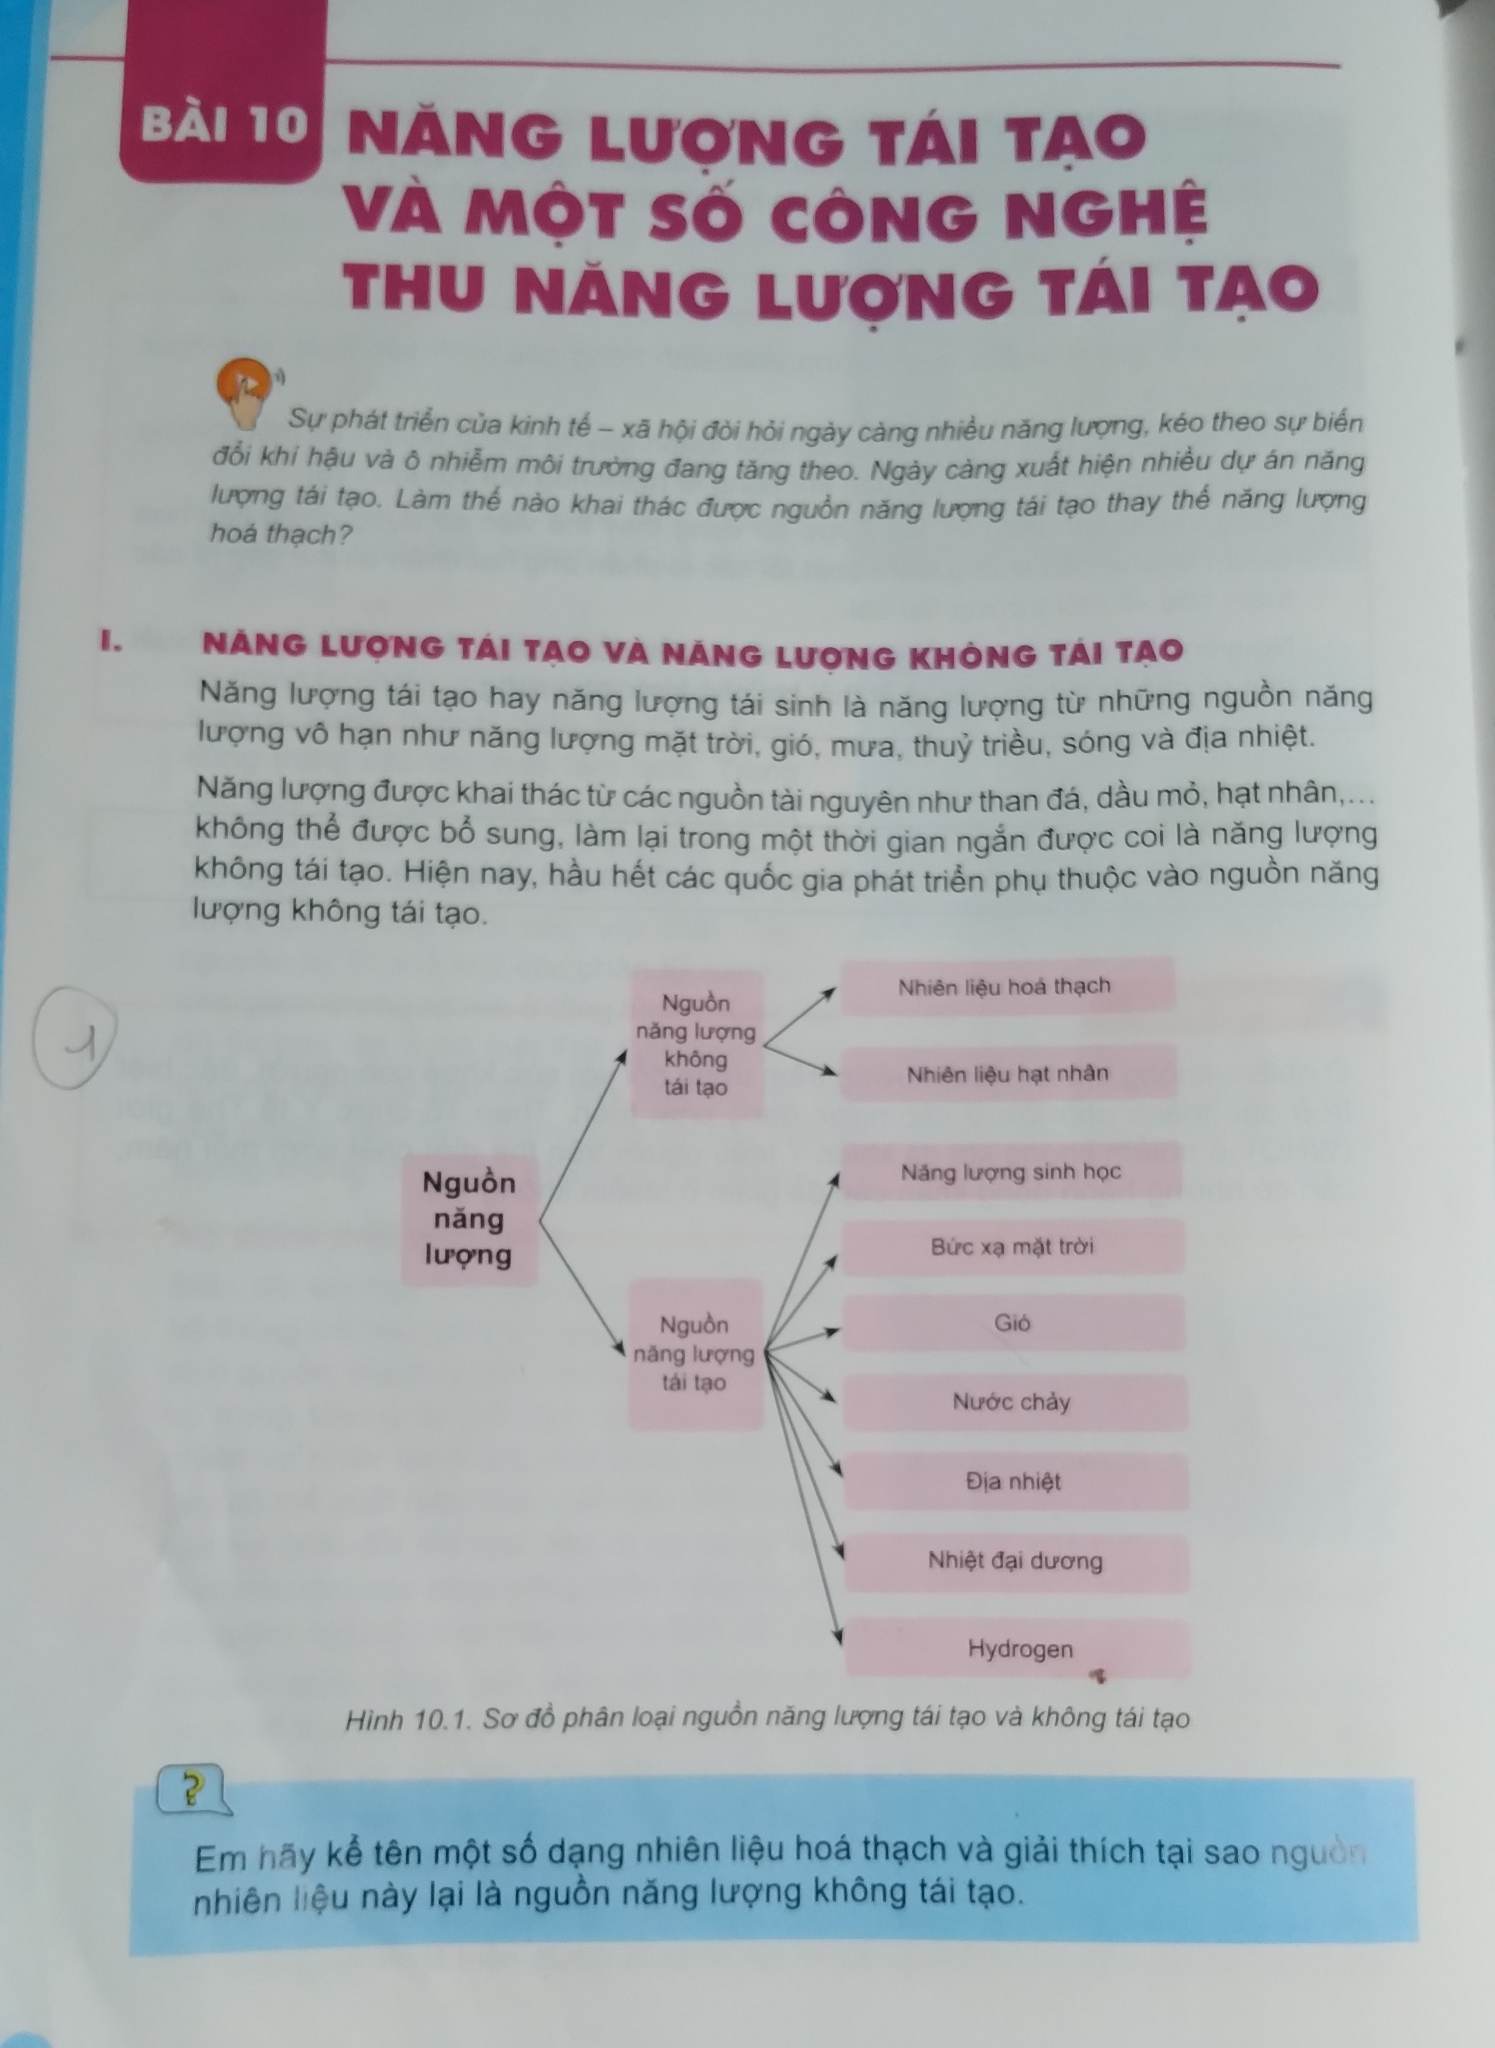 BÀI 10
NĂNG LƯỢNG TÁI TẠO
VÀ MỘT SỐ CÔNG NGHỆ
THU NĂNG LƯỢNG TÁI TẠO
Sự phát triển của kinh tế – xã hội đòi hỏi ngày càng nhiều năng lượng, kéo theo sự biến
đổi khí hậu và ô nhiễm môi trường đang tăng theo. Ngày càng xuất hiện nhiều dự án năng
lượng tái tạo. Làm thế nào khai thác được nguồn năng lượng tái tạo thay thế năng lượng
hoá thạch?
I. NĂNG LƯỢNG TÁI TẠO VÀ NĂNG LƯỢNG KHÔNG TÁI TẠO
Năng lượng tái tạo hay năng lượng tái sinh là năng lượng từ những nguồn năng
lượng vô hạn như năng lượng mặt trời, gió, mưa, thuỷ triều, sóng và địa nhiệt.
Năng lượng được khai thác từ các nguồn tài nguyên như than đá, dầu mỏ, hạt nhân,...
không thể được bổ sung, làm lại trong một thời gian ngắn được coi là năng lượng
không tái tạo. Hiện nay, hầu hết các quốc gia phát triển phụ thuộc vào nguồn năng
lượng không tái tạo.
1
Nguồn
năng
lượng
Nguồn
năng lượng
không
tái tạo
Nhiên liệu hoá thạch
Nhiên liệu hạt nhân
Nguồn
năng lượng
tái tạo
Năng lượng sinh học
Bức xạ mặt trời
Gió
Nước chảy
Địa nhiệt
Nhiệt đại dương
Hydrogen
Hình 10.1. Sơ đồ phân loại nguồn năng lượng tái tạo và không tái tạo
?
Em hãy kể tên một số dạng nhiên liệu hoá thạch và giải thích tại sao nguồn
nhiên liệu này lại là nguồn năng lượng không tái tạo.